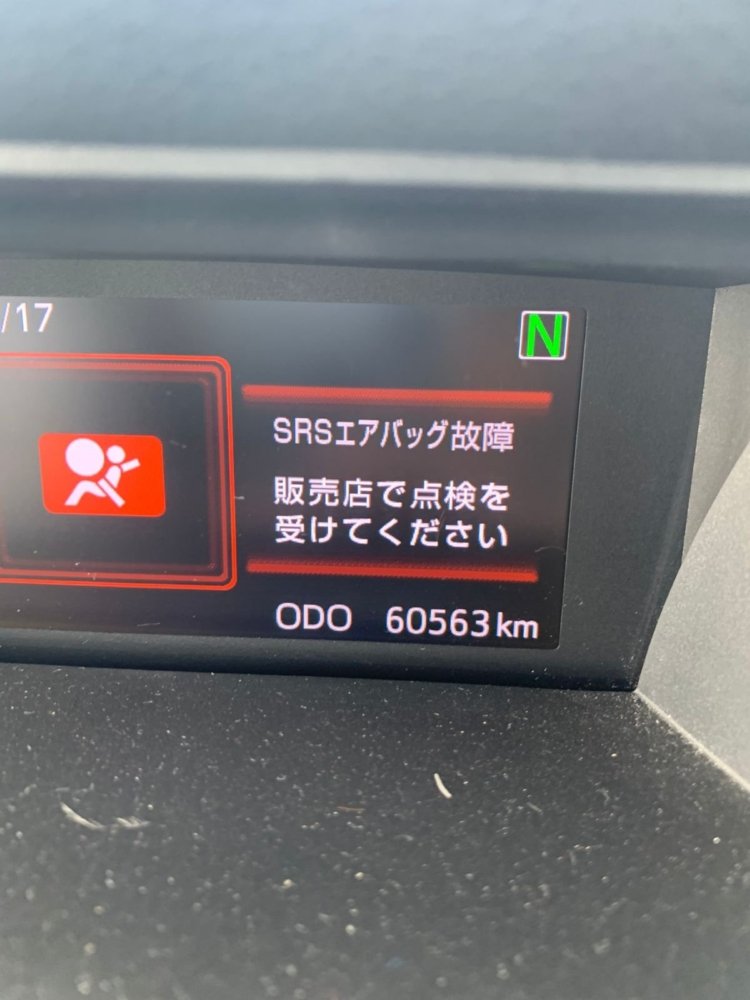 /17
N
SRSエアバッグ故障
販売店で点検を
受けてください
ODO 60563km